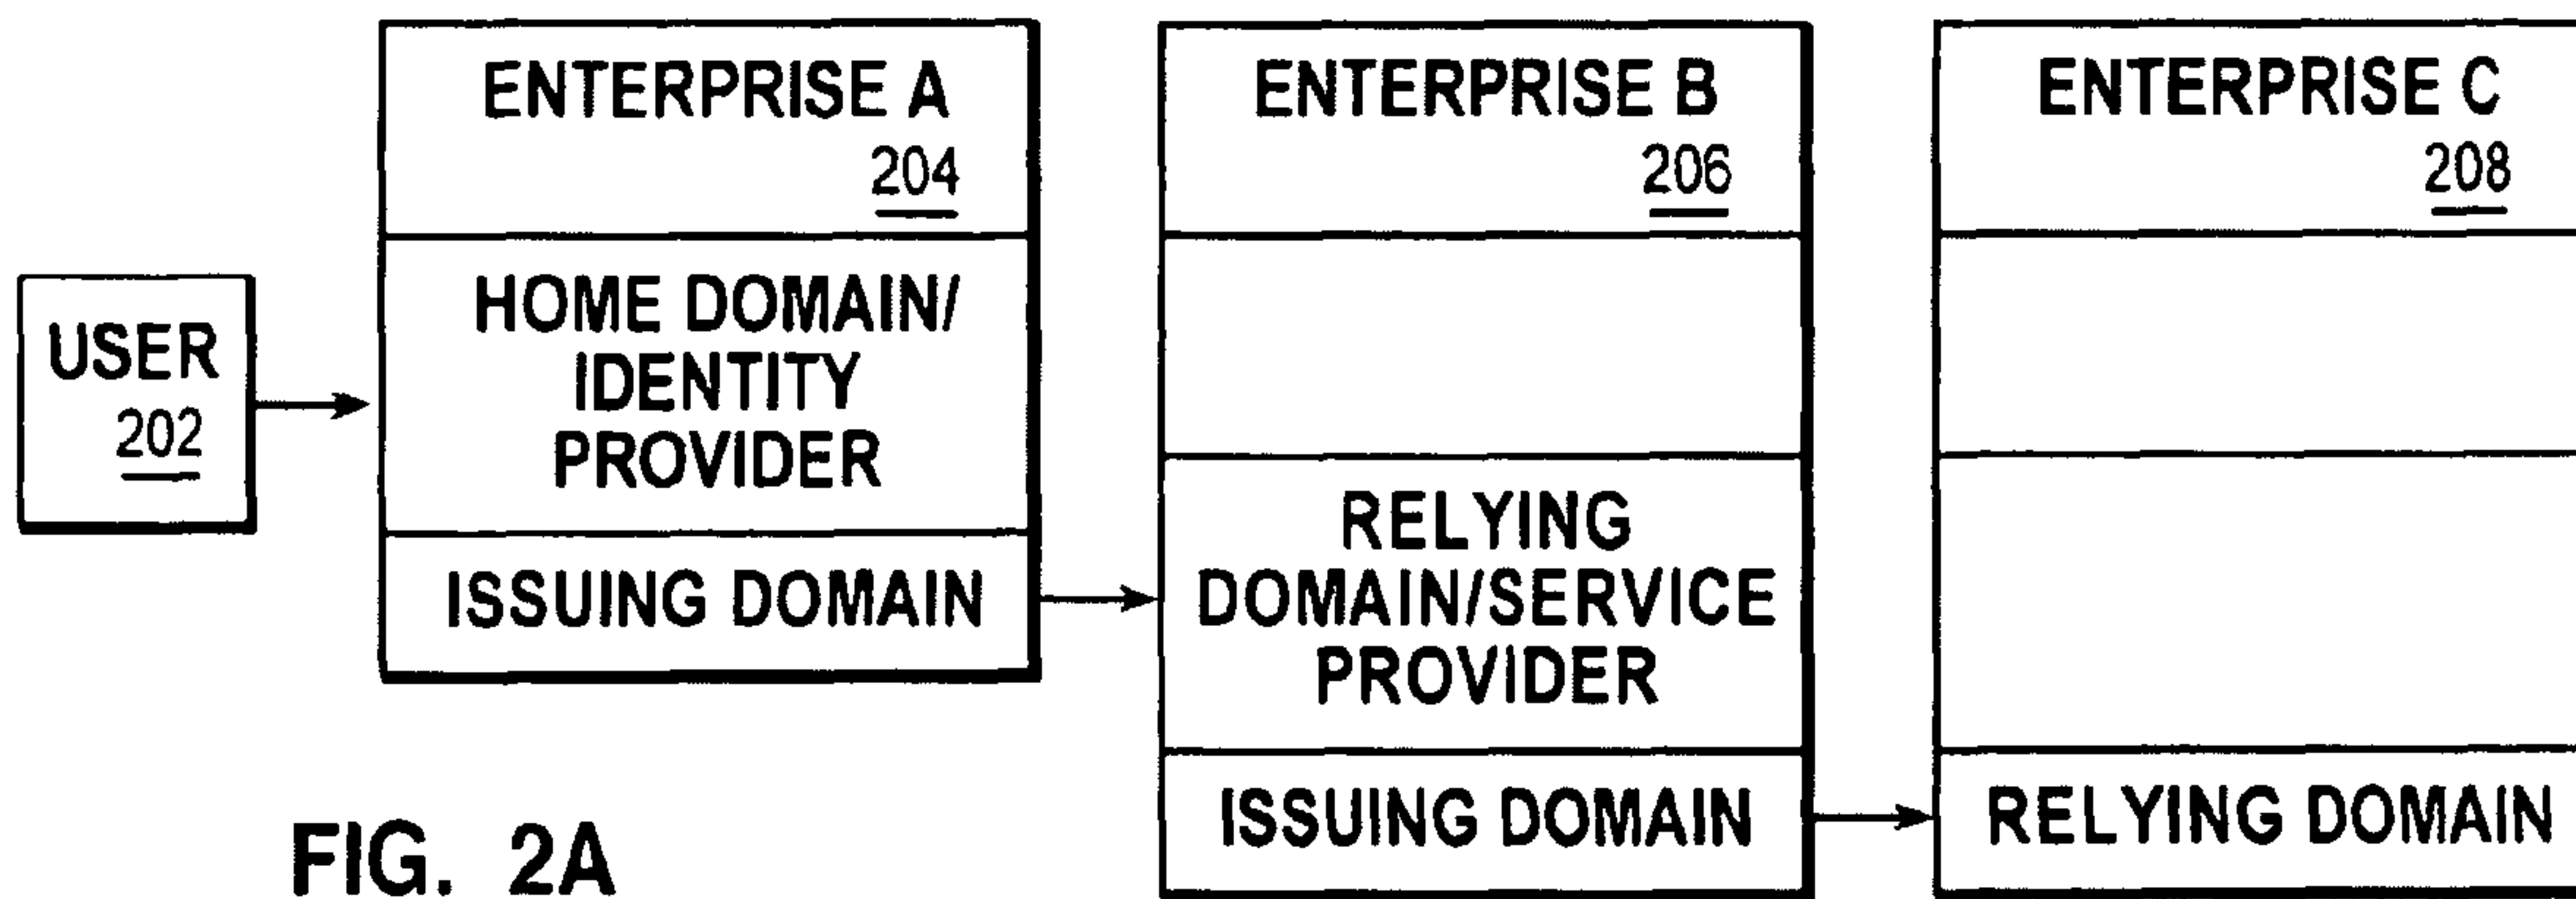 USER
202
ENTERPRISE A
204
HOME DOMAIN/
IDENTITY
PROVIDER
ISSUING DOMAIN
ENTERPRISE B
206
RELYING
DOMAIN/SERVICE
PROVIDER
ISSUING DOMAIN
ENTERPRISE C
208
RELYING DOMAIN
FIG. 2A